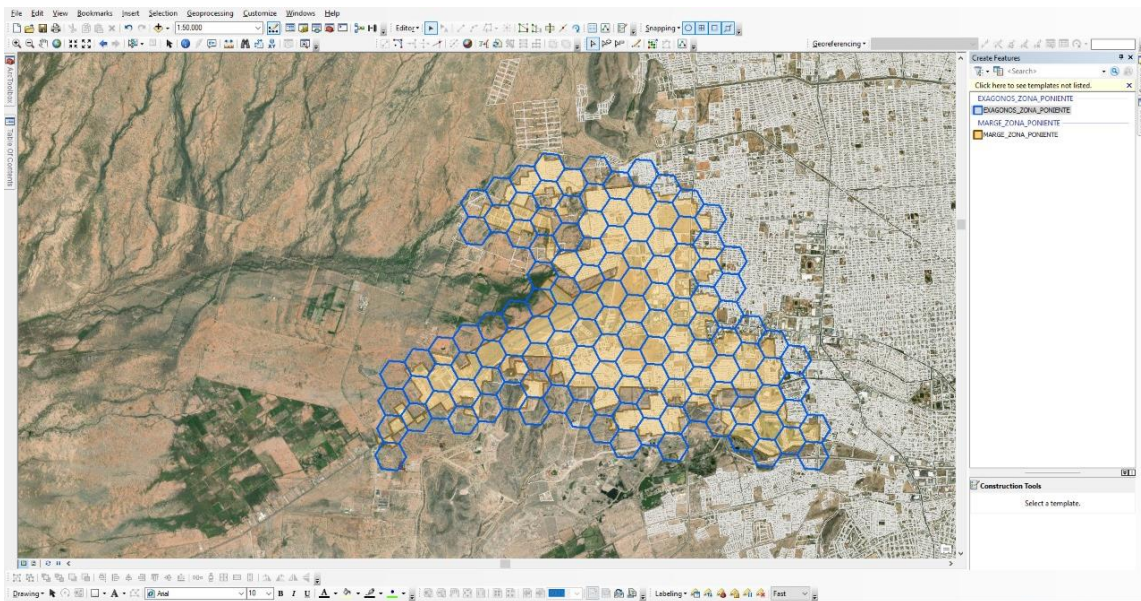 File Edit View Bookmarks Insert Selection Geoprocessing Customize Windows Help
1:50.000
Editor
Snapping
Georeferencing
ArcToolbox
Table Of Contents
Create Features
<Search>
Click here to see templates not listed.
EXAGONOS_ZONA_PONIENTE
EXAGONOS_ZONA_PONIENTE
MARGE_ZONA_PONIENTE
MARGE_ZONA_PONIENTE
Construction Tools
Select a template.
Drawing
Arial
10
B I U A
Labeling
Fast